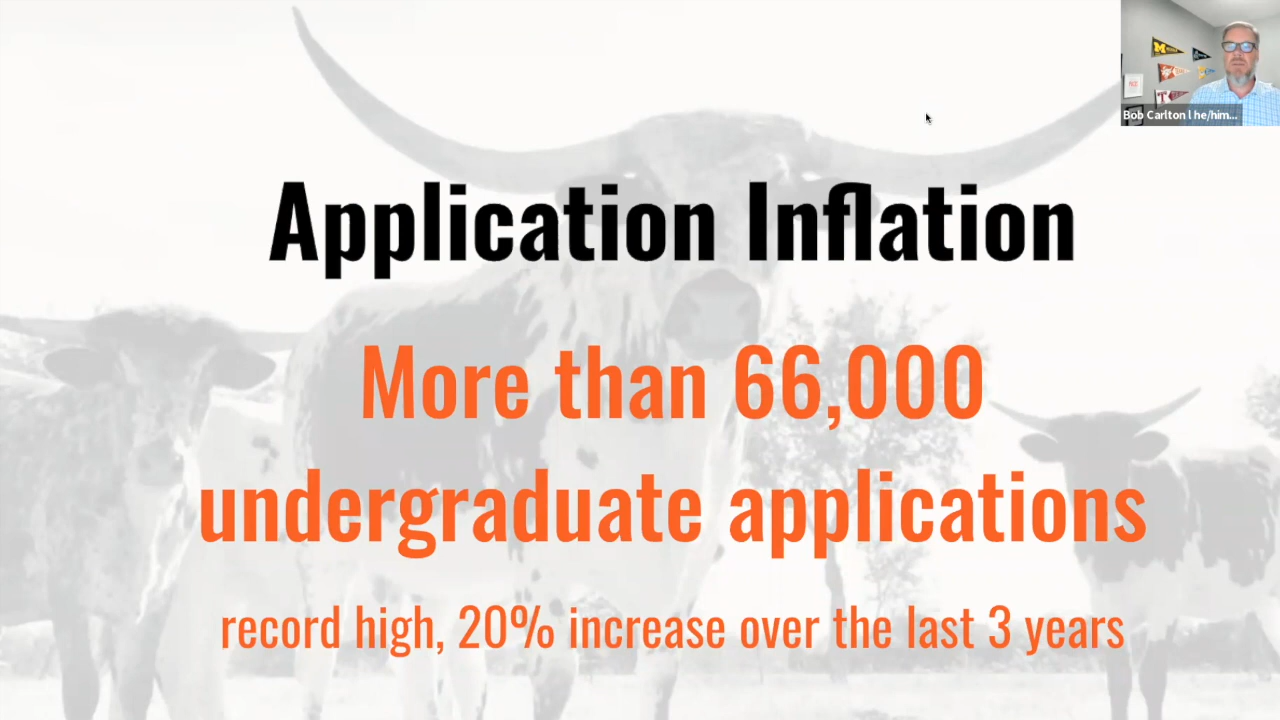 Application Inflation
More than 66,000
undergraduate applications
record high, 20% increase over the last 3 years
Bob Carlton l he/him...